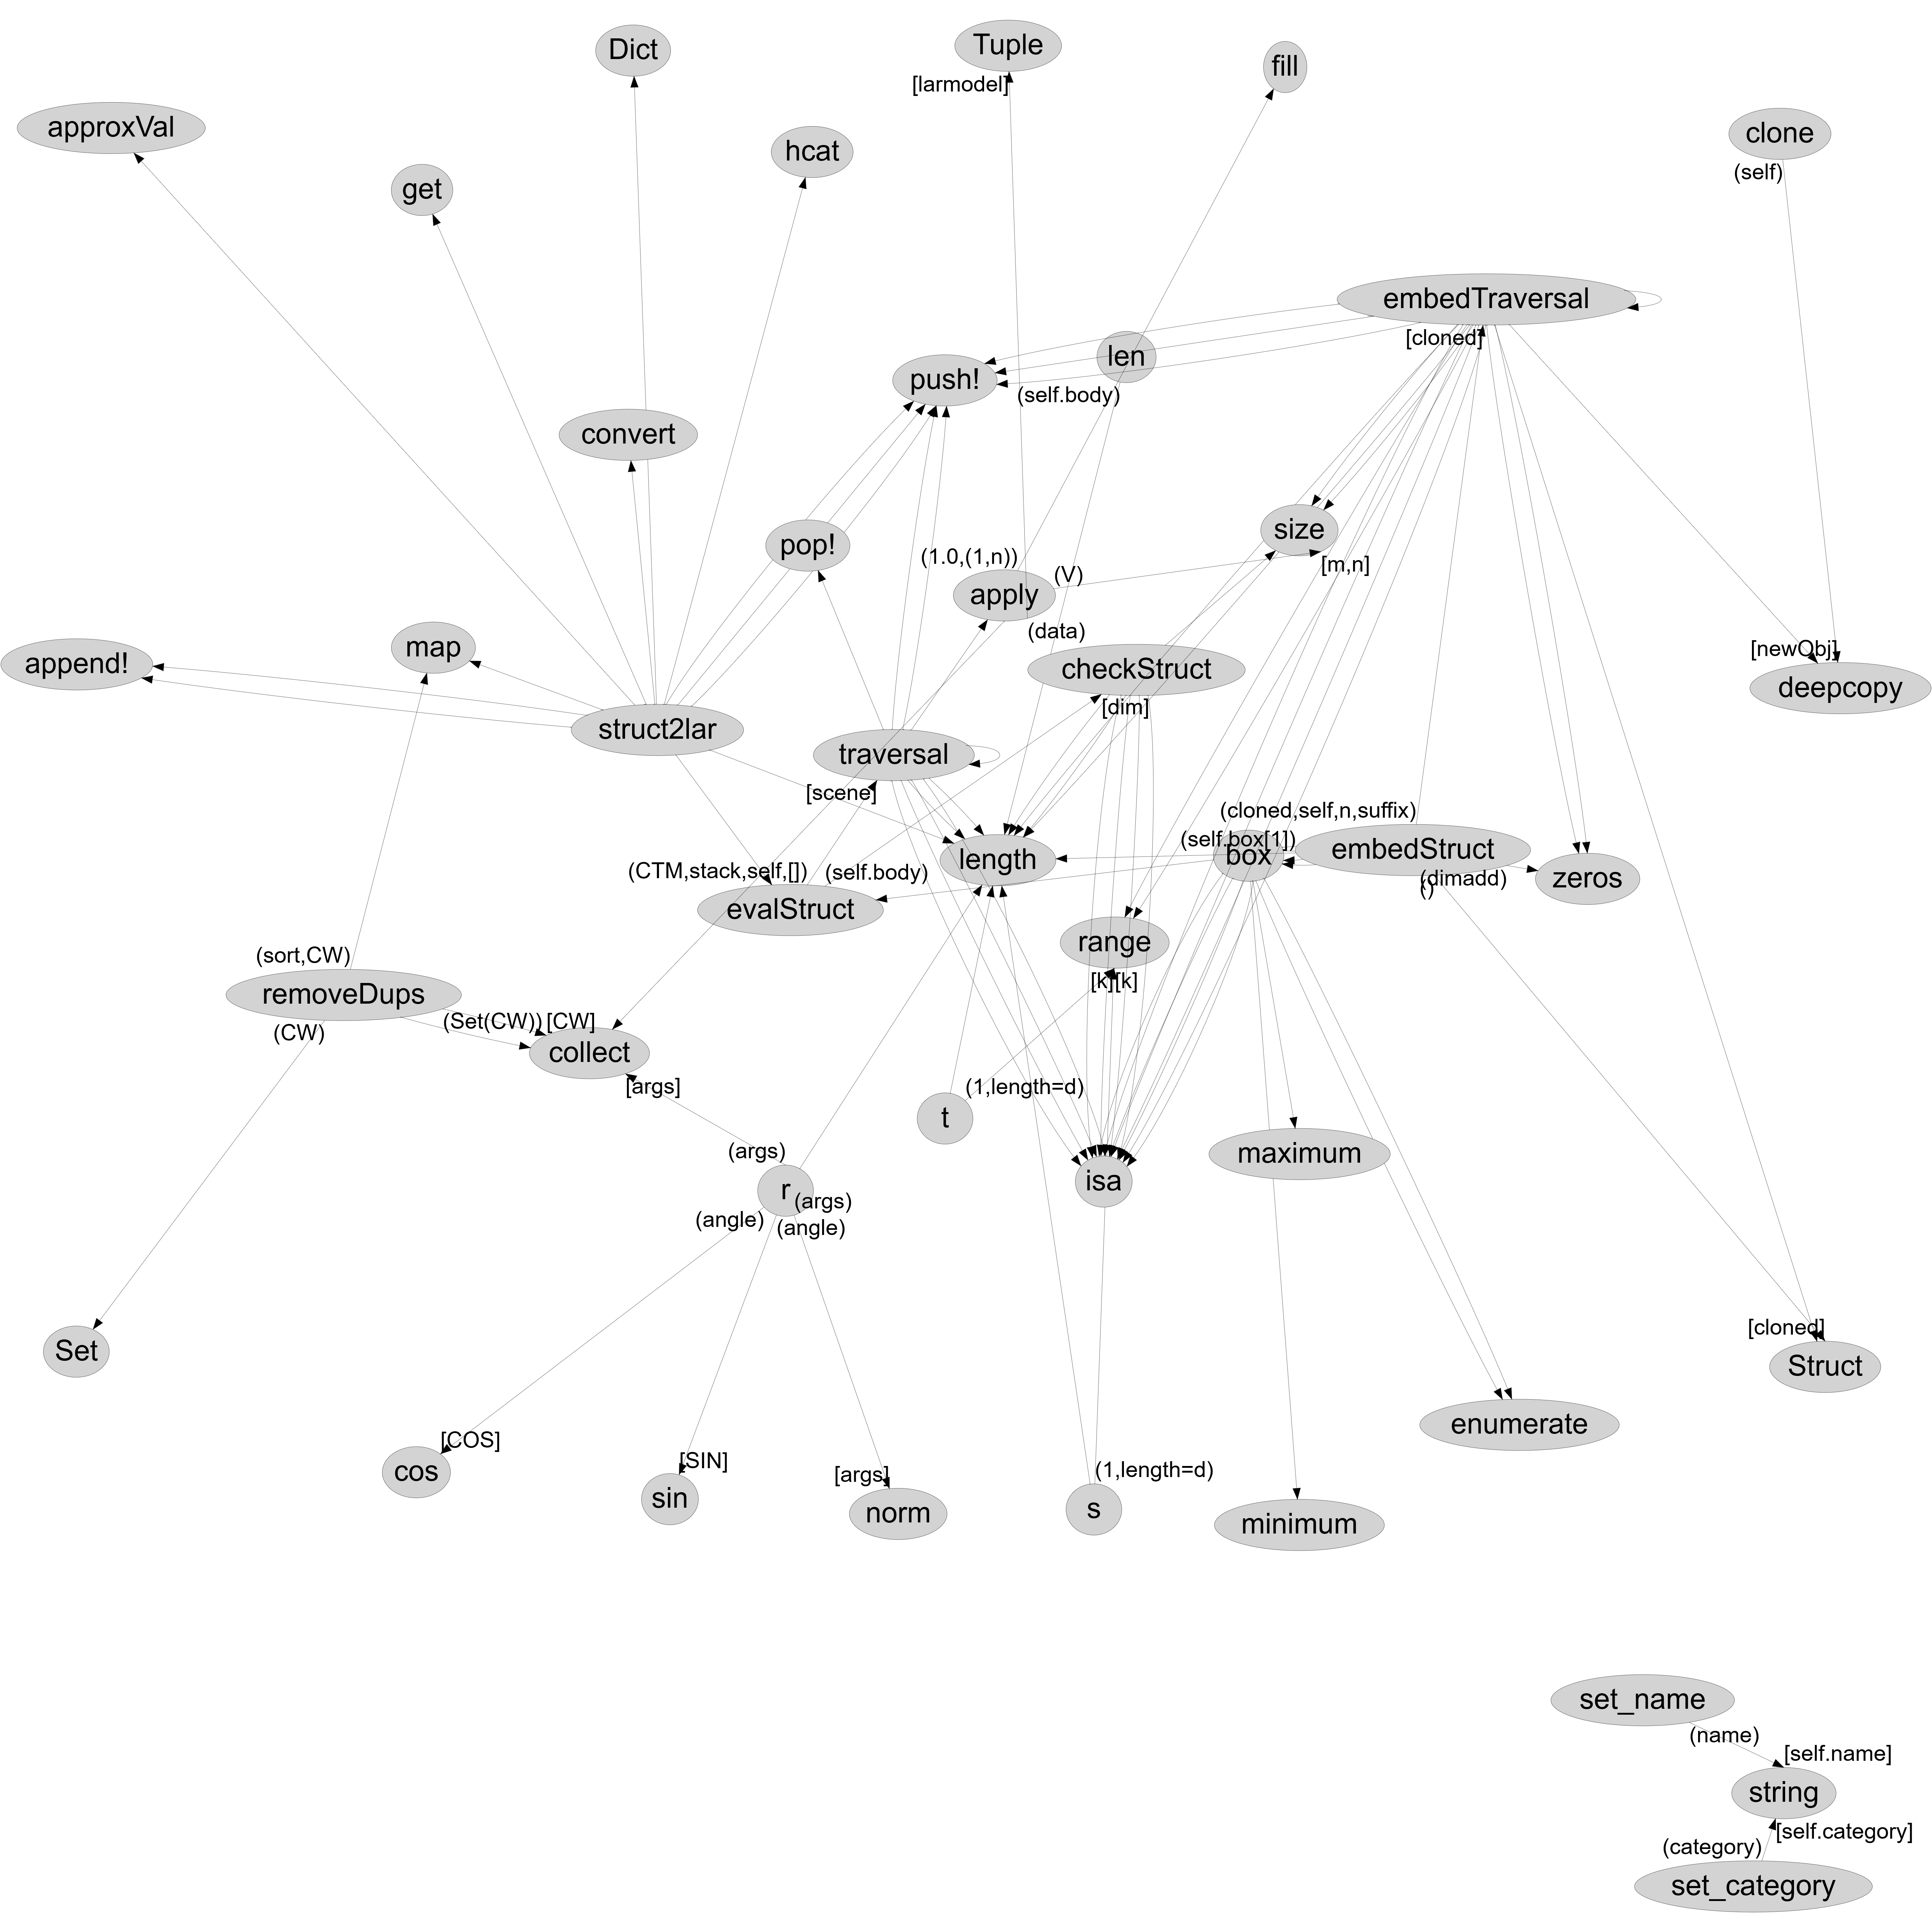 Dict
Tuple
[larmodel]
fill
approxVal
get
hcat
clone
(self)
embedTraversal
[cloned]
len
(self.body)
push!
convert
pop!
size
[m,n]
(1.0,(1,n))
apply
(V)
(data)
append!
map
checkStruct
[dim]
[newObj]
deepcopy
struct2lar
traversal
[scene]
(cloned,self,n,suffix)
(self.box[1])
box
embedStruct
(dimadd)
()
zeros
length
(CTM,stack,self,[])
(self.body)
evalStruct
range
[k]
[k]
(sort,CW)
removeDups
(CW)
(Set(CW))
[CW]
collect
[args]
(1,length=d)
t
(args)
r
(args)
(angle)
(angle)
isa
maximum
Set
[cloned]
Struct
enumerate
[COS]
cos
[SIN]
sin
[args]
norm
(1,length=d)
s
minimum
set_name
(name)
[self.name]
string
[self.category]
(category)
set_category